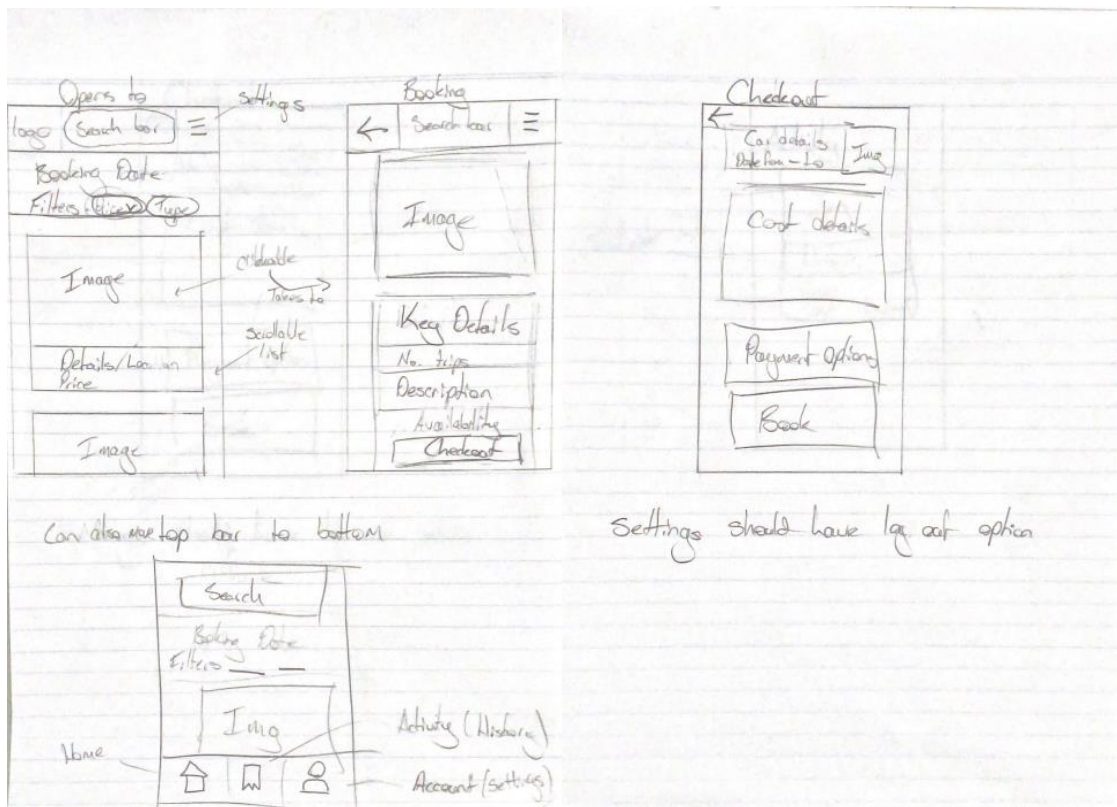 Opens to
logo Search bar
settings
Booking Date
Filters Price Type
Image
clickable
Takes to
scrollable
list
Details/Location
Price
Image
Booking
Search bar
Image
Key Details
No. trips
Description
Availability
Checkout
Checkout
Car details
Date from - to
Img
Cost details
Payment Options
Book
Can also move top bar to bottom
Search
Booking Date
Filters
Img
Home
Activity (History)
Account (settings)
Settings should have log out option